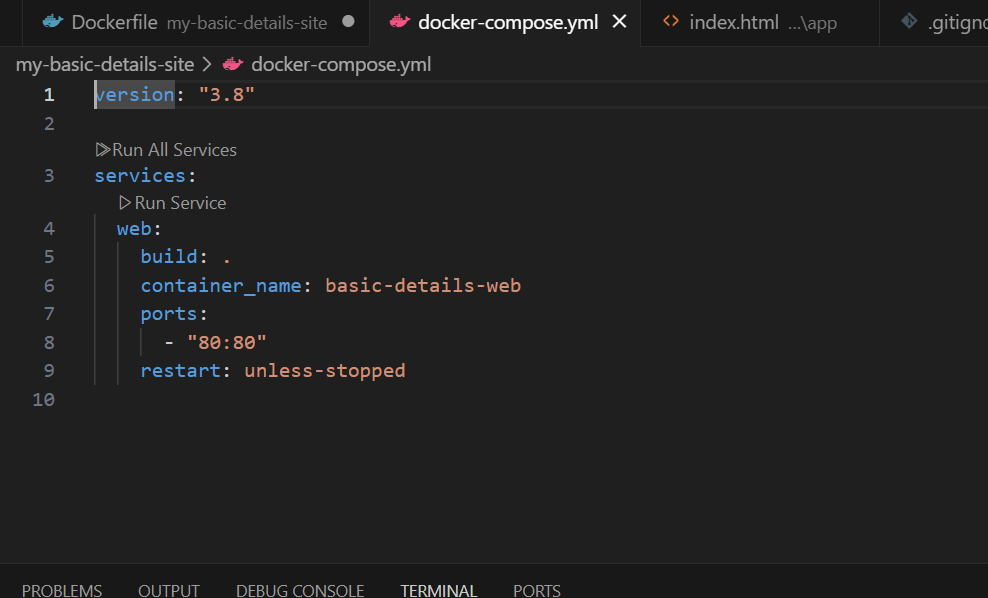 Dockerfile my-basic-details-site docker-compose.yml index.html ...\app
my-basic-details-site > docker-compose.yml
1 version: "3.8"
2
Run All Services
3 services:
Run Service
4 web:
5 build: .
6 container_name: basic-details-web
7 ports:
8 - "80:80"
9 restart: unless-stopped
10
PROBLEMS OUTPUT DEBUG CONSOLE TERMINAL PORTS